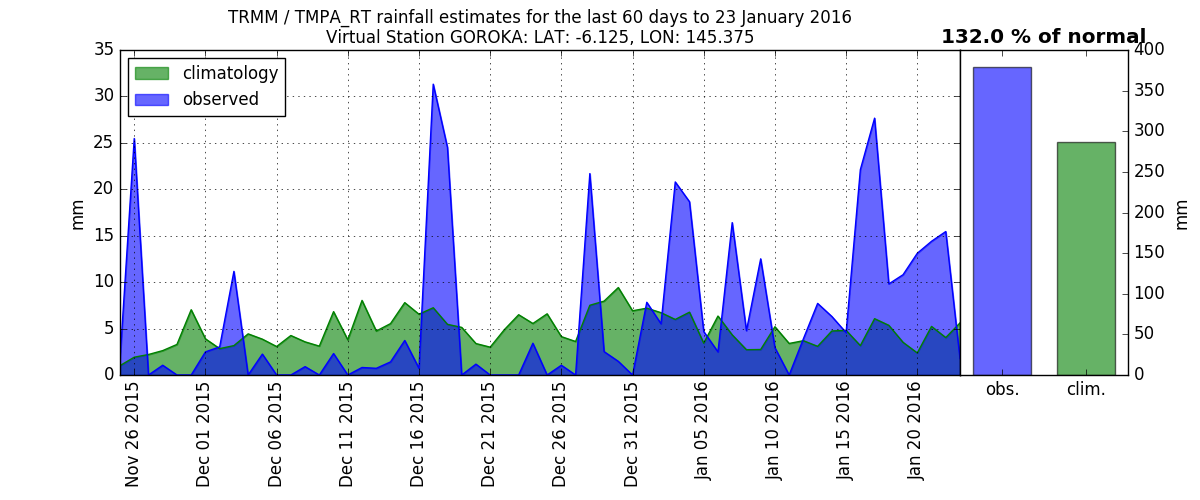 TRMM / TMPA_RT rainfall estimates for the last 60 days to 23 January 2016
Virtual Station GOROKA: LAT: -6.125, LON: 145.375
132.0 % of normal
climatology
observed
35
30
25
20
15
10
5
0
mm
Nov 26 2015
Dec 01 2015
Dec 06 2015
Dec 11 2015
Dec 16 2015
Dec 21 2015
Dec 26 2015
Dec 31 2015
Jan 05 2016
Jan 10 2016
Jan 15 2016
Jan 20 2016
obs.
clim.
400
350
300
250
200
150
100
50
0
mm